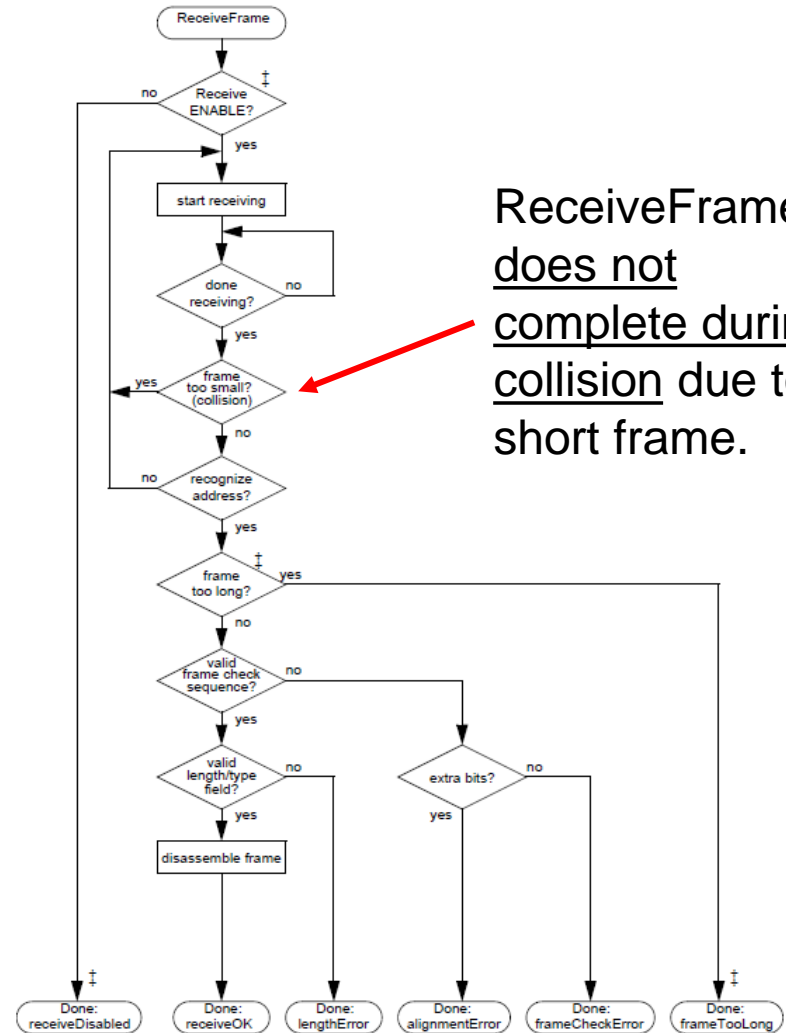 ReceiveFrame
‡
no
Receive
ENABLE?
yes
start receiving
done
receiving?
no
yes
frame
too small?
(collision)
yes
no
recognize
address?
no
yes
‡
frame
too long?
yes
no
valid
frame check
sequence?
no
yes
valid
length/type
field?
no
extra bits?
no
yes
yes
disassemble frame
‡
‡
Done:
receiveDisabled
Done:
receiveOK
Done:
lengthError
Done:
alignmentError
Done:
frameCheckError
Done:
frameTooLong
ReceiveFrame
does not
complete
collision due
short frame.